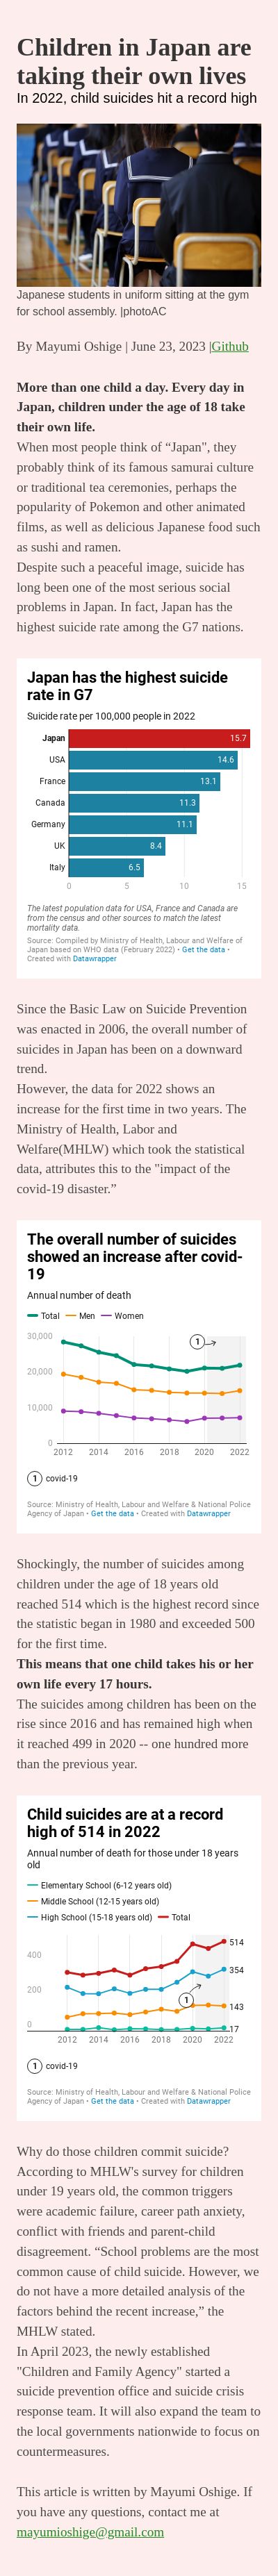 Children in Japan are
taking their own lives
In 2022, child suicides hit a record high
Japanese students in uniform sitting at the gym
for school assembly. |photoAC
By Mayumi Oshige | June 23, 2023 |Github
More than one child a day. Every day in
Japan, children under the age of 18 take
their own life.
When most people think of “Japan", they
probably think of its famous samurai culture
or traditional tea ceremonies, perhaps the
popularity of Pokemon and other animated
films, as well as delicious Japanese food such
as sushi and ramen.
Despite such a peaceful image, suicide has
long been one of the most serious social
problems in Japan. In fact, Japan has the
highest suicide rate among the G7 nations.
Japan has the highest suicide
rate in G7
Suicide rate per 100,000 people in 2022
Japan 15.7
USA 14.6
France 13.1
Canada 11.3
Germany 11.1
UK 8.4
Italy 6.5
0 5 10 15
The latest population data for USA, France and Canada are
from the census and other sources to match the latest
mortality data.
Source: Compiled by Ministry of Health, Labour and Welfare of
Japan based on WHO data (February 2022) • Get the data •
Created with Datawrapper
Since the Basic Law on Suicide Prevention
was enacted in 2006, the overall number of
suicides in Japan has been on a downward
trend.
However, the data for 2022 shows an
increase for the first time in two years. The
Ministry of Health, Labor and
Welfare(MHLW) which took the statistical
data, attributes this to the "impact of the
covid-19 disaster.”
The overall number of suicides
showed an increase after covid-
19
Annual number of death
Total Men Women
30,000
1
20,000
10,000
0
2012 2014 2016 2018 2020 2022
1 covid-19
Source: Ministry of Health, Labour and Welfare & National Police
Agency of Japan • Get the data • Created with Datawrapper
Shockingly, the number of suicides among
children under the age of 18 years old
reached 514 which is the highest record since
the statistic began in 1980 and exceeded 500
for the first time.
This means that one child takes his or her
own life every 17 hours.
The suicides among children has been on the
rise since 2016 and has remained high when
it reached 499 in 2020 -- one hundred more
than the previous year.
Child suicides are at a record
high of 514 in 2022
Annual number of death for those under 18 years
old
Elementary School (6-12 years old)
Middle School (12-15 years old)
High School (15-18 years old) Total
514
400
354
200
1
143
0
17
2012 2014 2016 2018 2020 2022
1 covid-19
Source: Ministry of Health, Labour and Welfare & National Police
Agency of Japan • Get the data • Created with Datawrapper
Why do those children commit suicide?
According to MHLW's survey for children
under 19 years old, the common triggers
were academic failure, career path anxiety,
conflict with friends and parent-child
disagreement. “School problems are the most
common cause of child suicide. However, we
do not have a more detailed analysis of the
factors behind the recent increase,” the
MHLW stated.
In April 2023, the newly established
"Children and Family Agency" started a
suicide prevention office and suicide crisis
response team. It will also expand the team to
the local governments nationwide to focus on
countermeasures.
This article is written by Mayumi Oshige. If
you have any questions, contact me at
mayumioshige@gmail.com